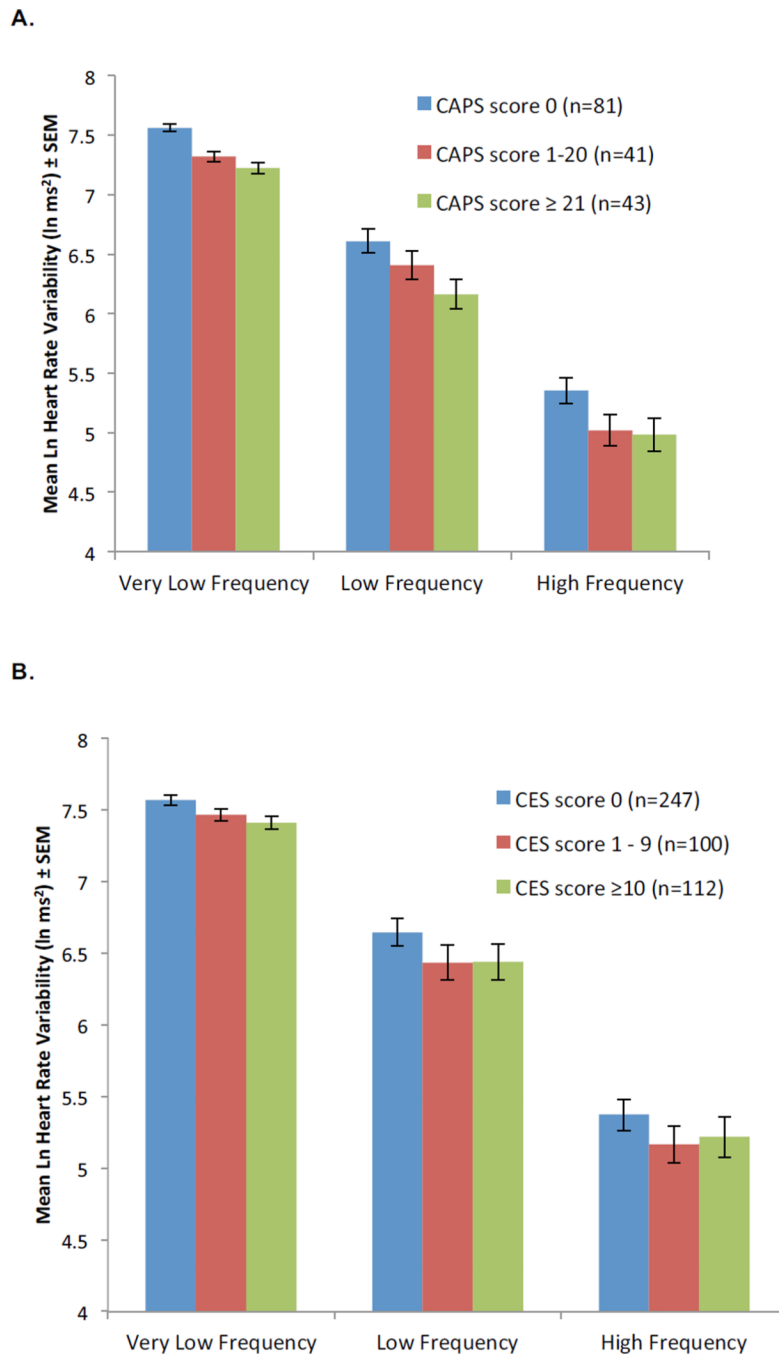 A.
Mean Ln Heart Rate Variability (ln ms²) ± SEM
8
7.5
7
6.5
6
5.5
5
4.5
4
CAPS score 0 (n=81)
CAPS score 1-20 (n=41)
CAPS score ≥ 21 (n=43)
Very Low Frequency Low Frequency High Frequency
B.
Mean Ln Heart Rate Variability (ln ms²) ± SEM
8
7.5
7
6.5
6
5.5
5
4.5
4
CES score 0 (n=247)
CES score 1 - 9 (n=100)
CES score ≥10 (n=112)
Very Low Frequency Low Frequency High Frequency